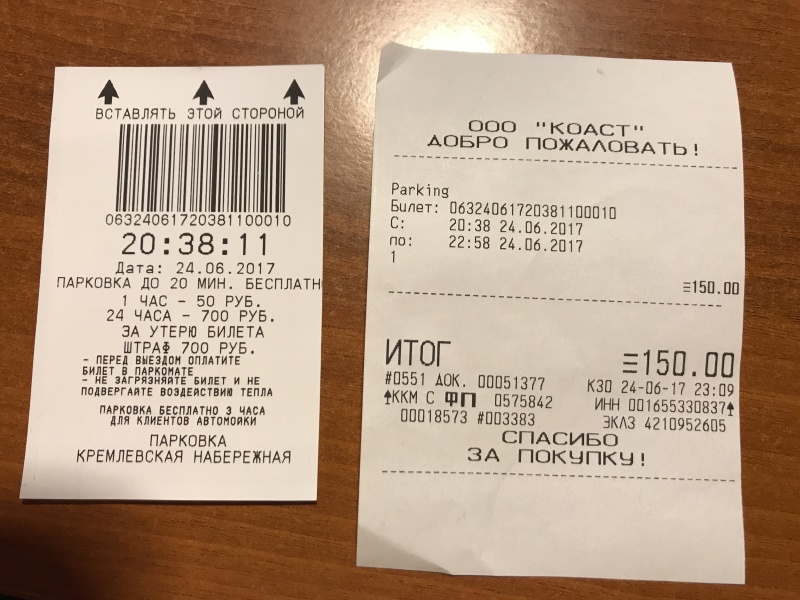 ВСТАВЛЯТЬ ЭТОЙ СТОРОНОЙ
06324061720381100010
20:38:11
Дата: 24.06.2017
ПАРКОВКА ДО 20 МИН. БЕСПЛАТН
1 ЧАС - 50 РУБ.
24 ЧАСА - 700 РУБ.
ЗА УТЕРЮ БИЛЕТА
ШТРАФ 700 РУБ.
- ПЕРЕД ВЫЕЗДОМ ОПЛАТИТЕ
БИЛЕТ В ПАРКОМАТЕ
- НЕ ЗАГРЯЗНЯЙТЕ БИЛЕТ И НЕ
ПОДВЕРГАЙТЕ ВОЗДЕЙСТВИЮ ТЕПЛА
ПАРКОВКА БЕСПЛАТНО 3 ЧАСА
ДЛЯ КЛИЕНТОВ АВТОМОЙКИ
ПАРКОВКА
КРЕМЛЕВСКАЯ НАБЕРЕЖНАЯ
ООО "КОАСТ"
ДОБРО ПОЖАЛОВАТЬ!
Parking
Билет: 06324061720381100010
С: 20:38 24.06.2017
по: 22:58 24.06.2017
1
≡150.00
ИТОГ ≡150.00
#0551 ДОК. 00051377 К30 24-06-17 23:09
ККМ С ФП 0575842 ИНН 001655330837
00018573 #003383 ЭКЛЗ 4210952605
СПАСИБО
ЗА ПОКУПКУ!